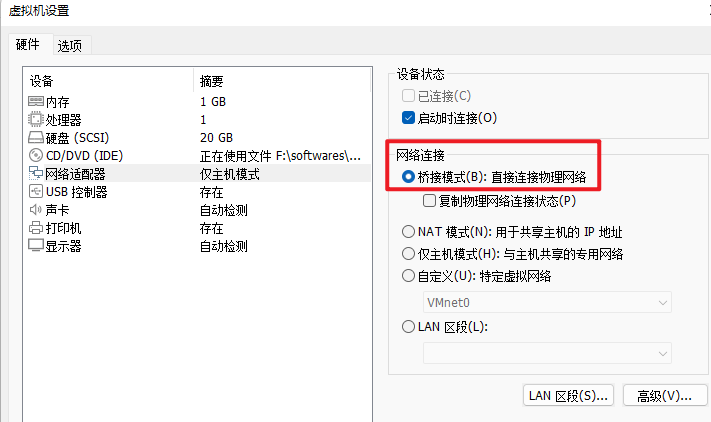 虚拟机设置
硬件 选项
设备 摘要
内存 1 GB
处理器 1
硬盘 (SCSI) 20 GB
CD/DVD (IDE) 正在使用文件 F:\softwares\...
网络适配器 仅主机模式
USB 控制器 存在
声卡 自动检测
打印机 存在
显示器 自动检测
设备状态
已连接(C)
启动时连接(O)
网络连接
桥接模式(B): 直接连接物理网络
复制物理网络连接状态(P)
NAT 模式(N): 用于共享主机的 IP 地址
仅主机模式(H): 与主机共享的专用网络
自定义(U): 特定虚拟网络
VMnet0
LAN 区段(L):
LAN 区段(S)... 高级(V)...